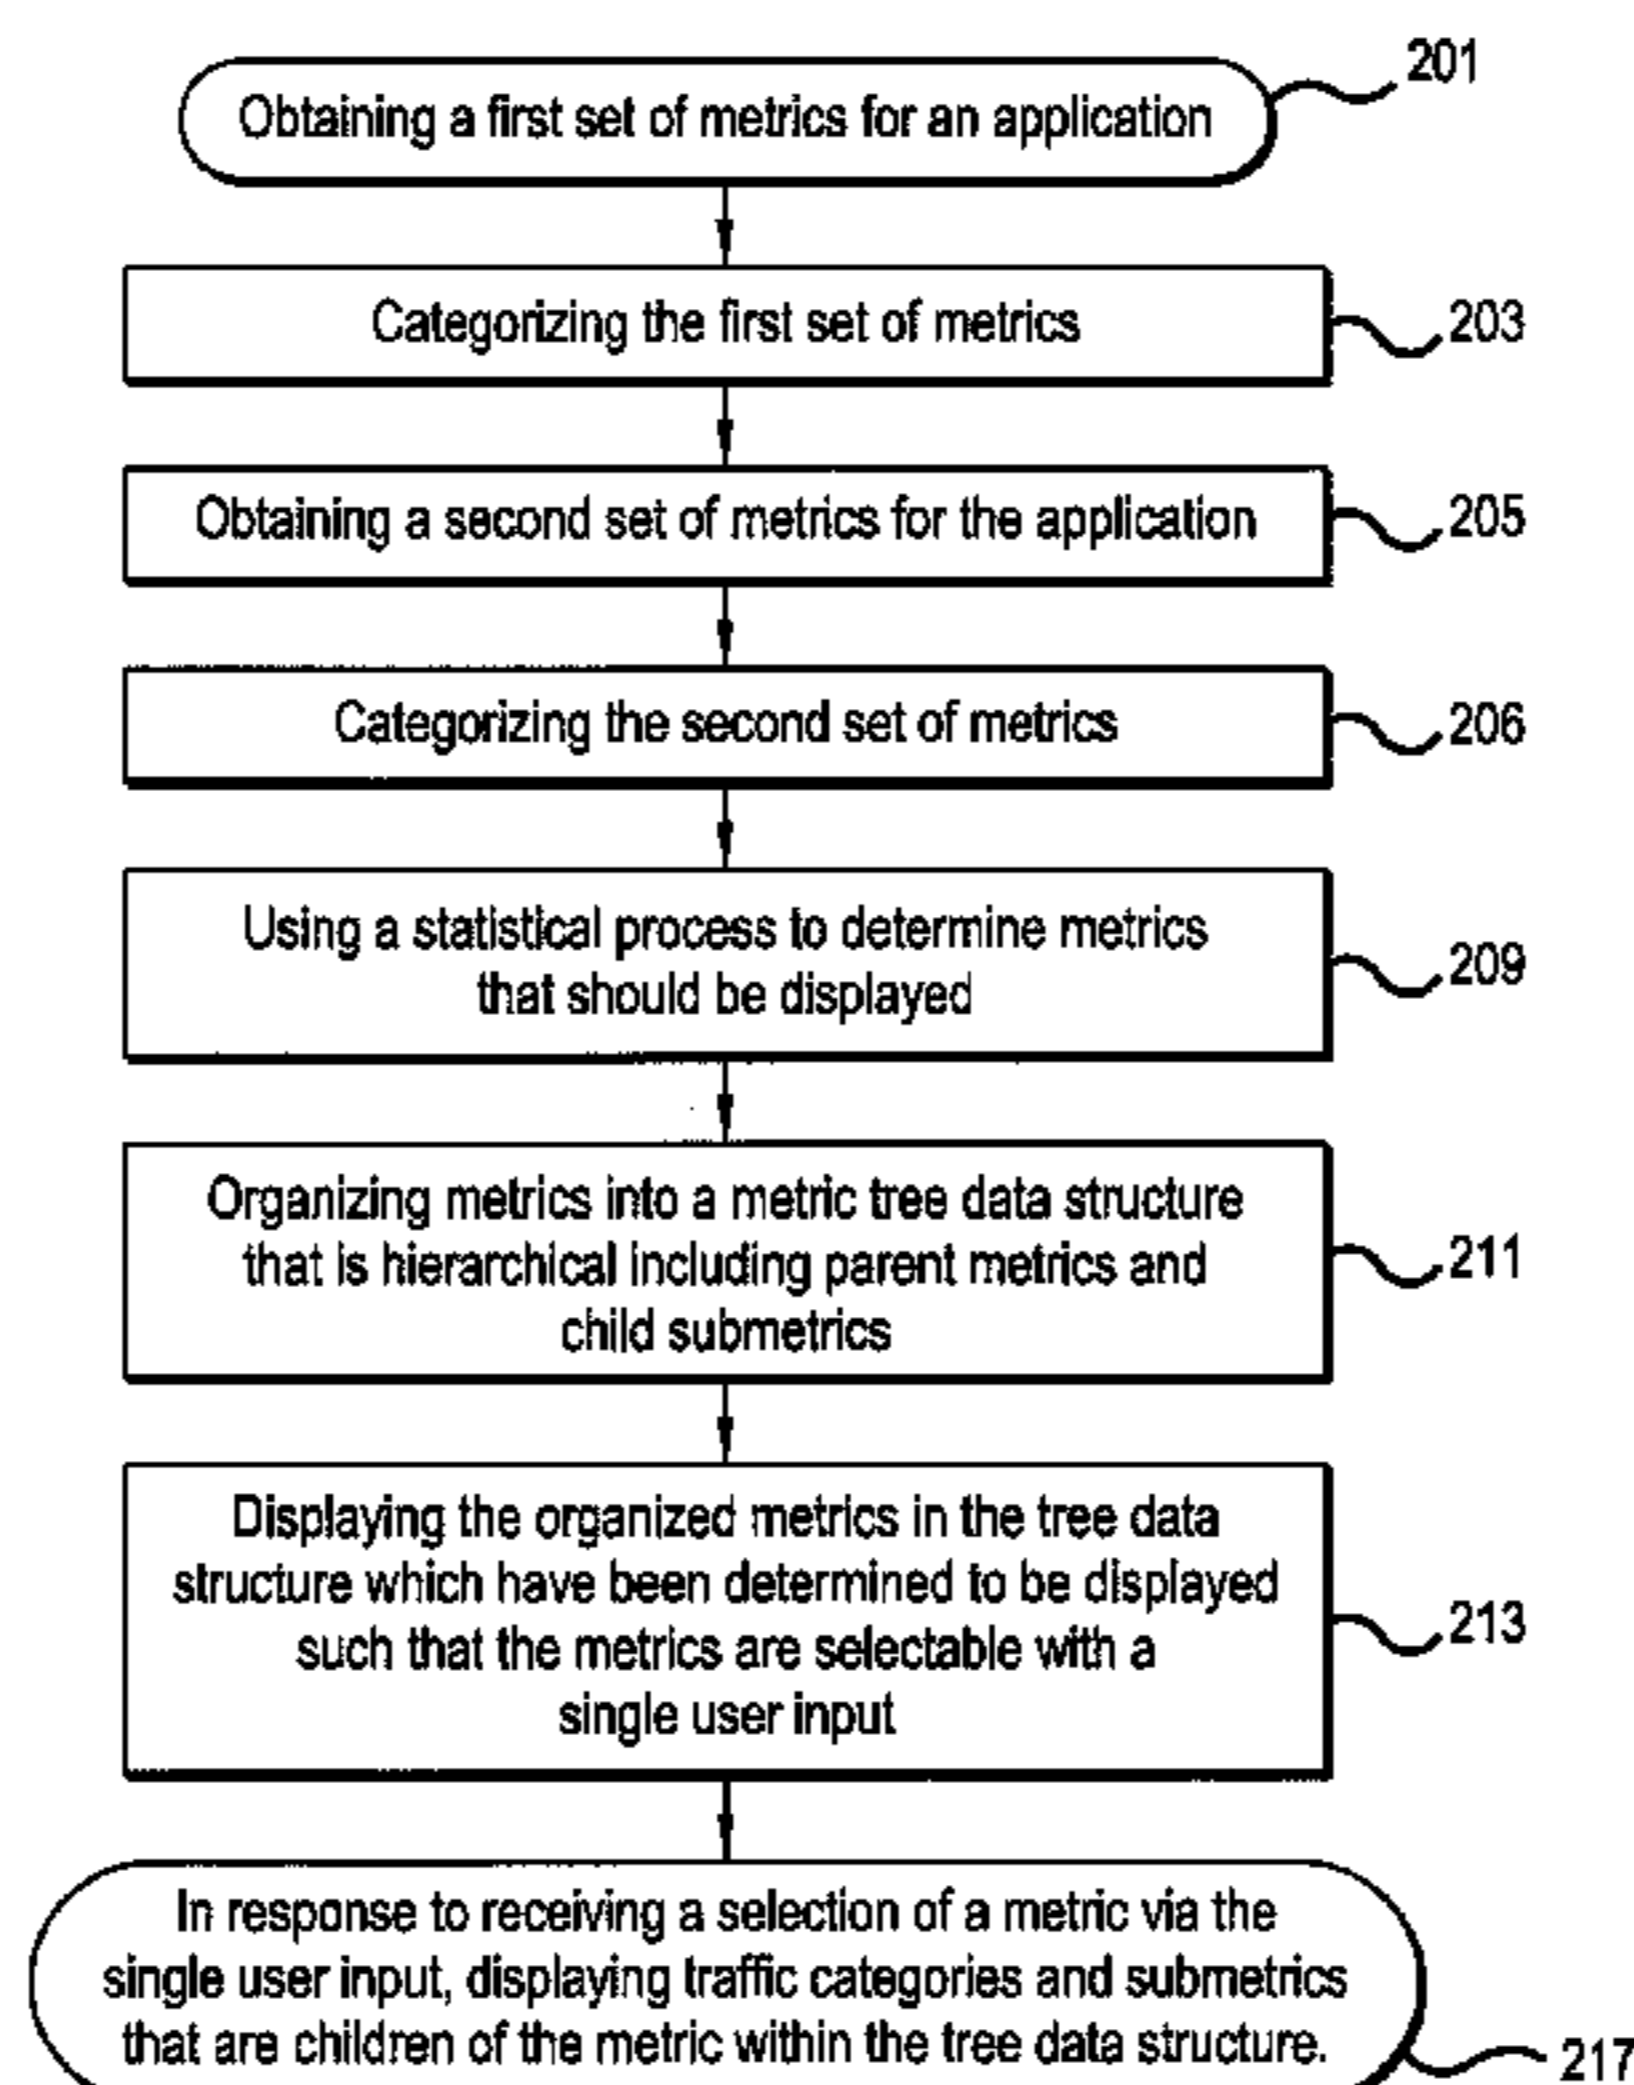 201
Obtaining a first set of metrics for an application
Categorizing the first set of metrics
203
Obtaining a second set of metrics for the application
205
Categorizing the second set of metrics
206
Using a statistical process to determine metrics
that should be displayed
209
Organizing metrics into a metric tree data structure
that is hierarchical including parent metrics and
child submetrics
211
Displaying the organized metrics in the tree data
structure which have been determined to be displayed
such that the metrics are selectable with a
single user input
213
In response to receiving a selection of a metric via the
single user input, displaying traffic categories and submetrics
that are children of the metric within the tree data structure.
217